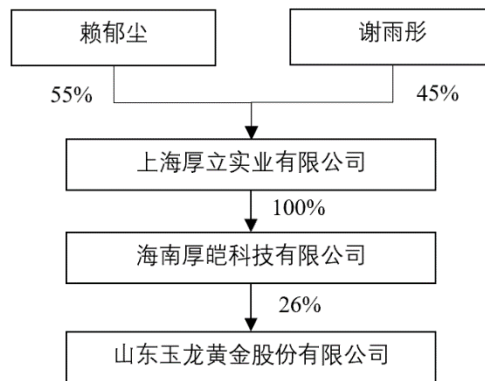 赖郁尘
谢雨彤
55%
45%
上海厚立实业有限公司
100%
海南厚皑科技有限公司
26%
山东玉龙黄金股份有限公司